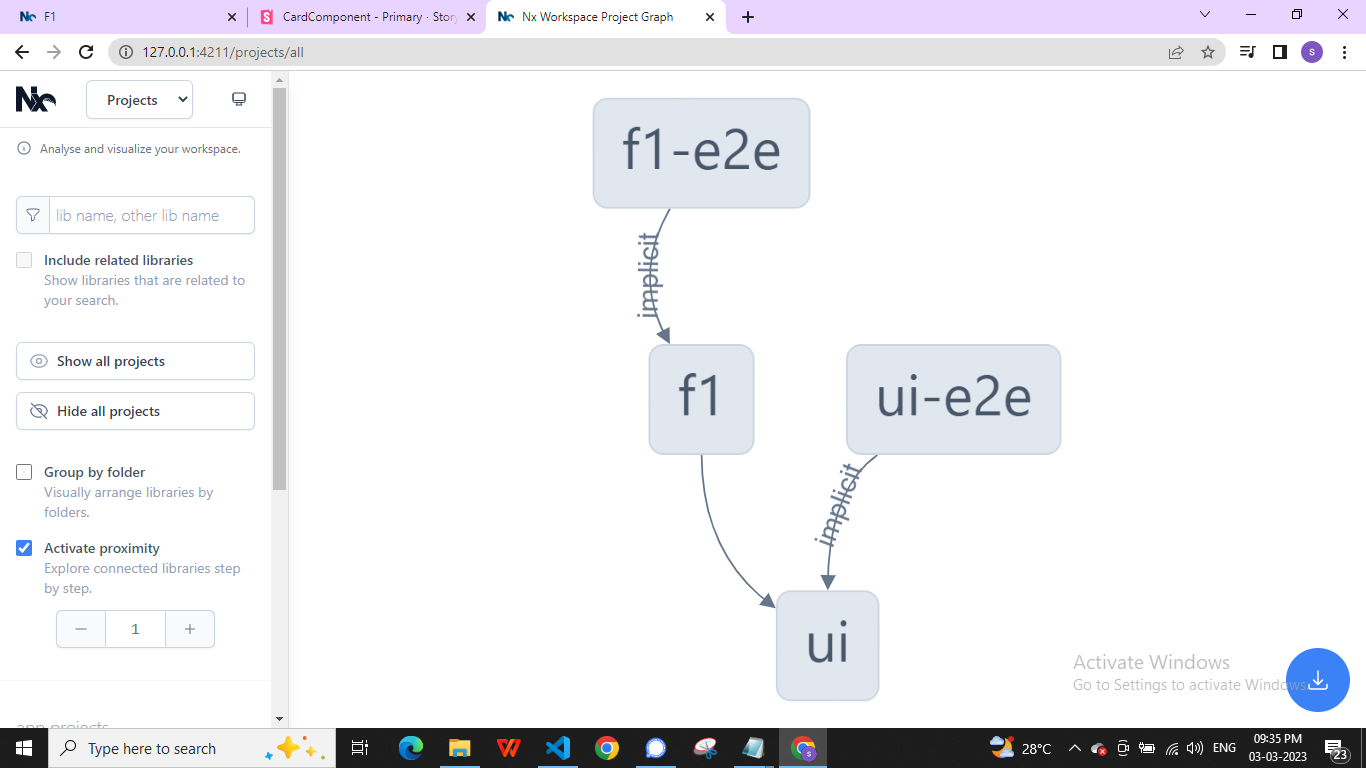 F1
CardComponent - Primary · Story
Nx Workspace Project Graph
127.0.0.1:4211/projects/all
S
Nx
Projects
Analyse and visualize your workspace.
lib name, other lib name
Include related libraries
Show libraries that are related to
your search.
Show all projects
Hide all projects
Group by folder
Visually arrange libraries by
folders.
Activate proximity
Explore connected libraries step
by step.
1
app projects
f1-e2e
implicit
f1
ui-e2e
implicit
ui
Activate Windows
Go to Settings to activate Windows.
Type here to search
28°C
ENG
09:35 PM
03-03-2023
23